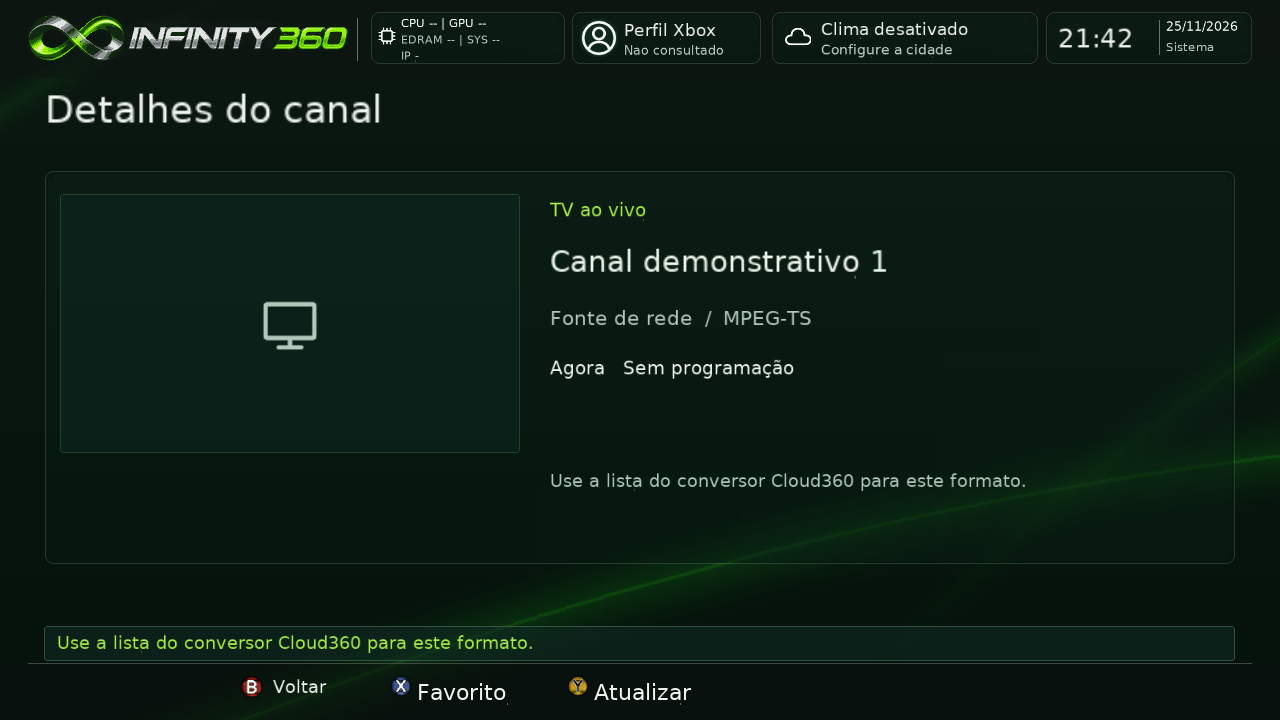 INFINITY 360
CPU -- | GPU --
EDRAM -- | SYS --
IP -
Perfil Xbox
Nao consultado
Clima desativado
Configure a cidade
21:42
25/11/2026
Sistema
Detalhes do canal
TV ao vivo
Canal demonstrativo 1
Fonte de rede / MPEG-TS
Agora Sem programação
Use a lista do conversor Cloud360 para este formato.
Use a lista do conversor Cloud360 para este formato.
B Voltar
X Favorito
Y Atualizar